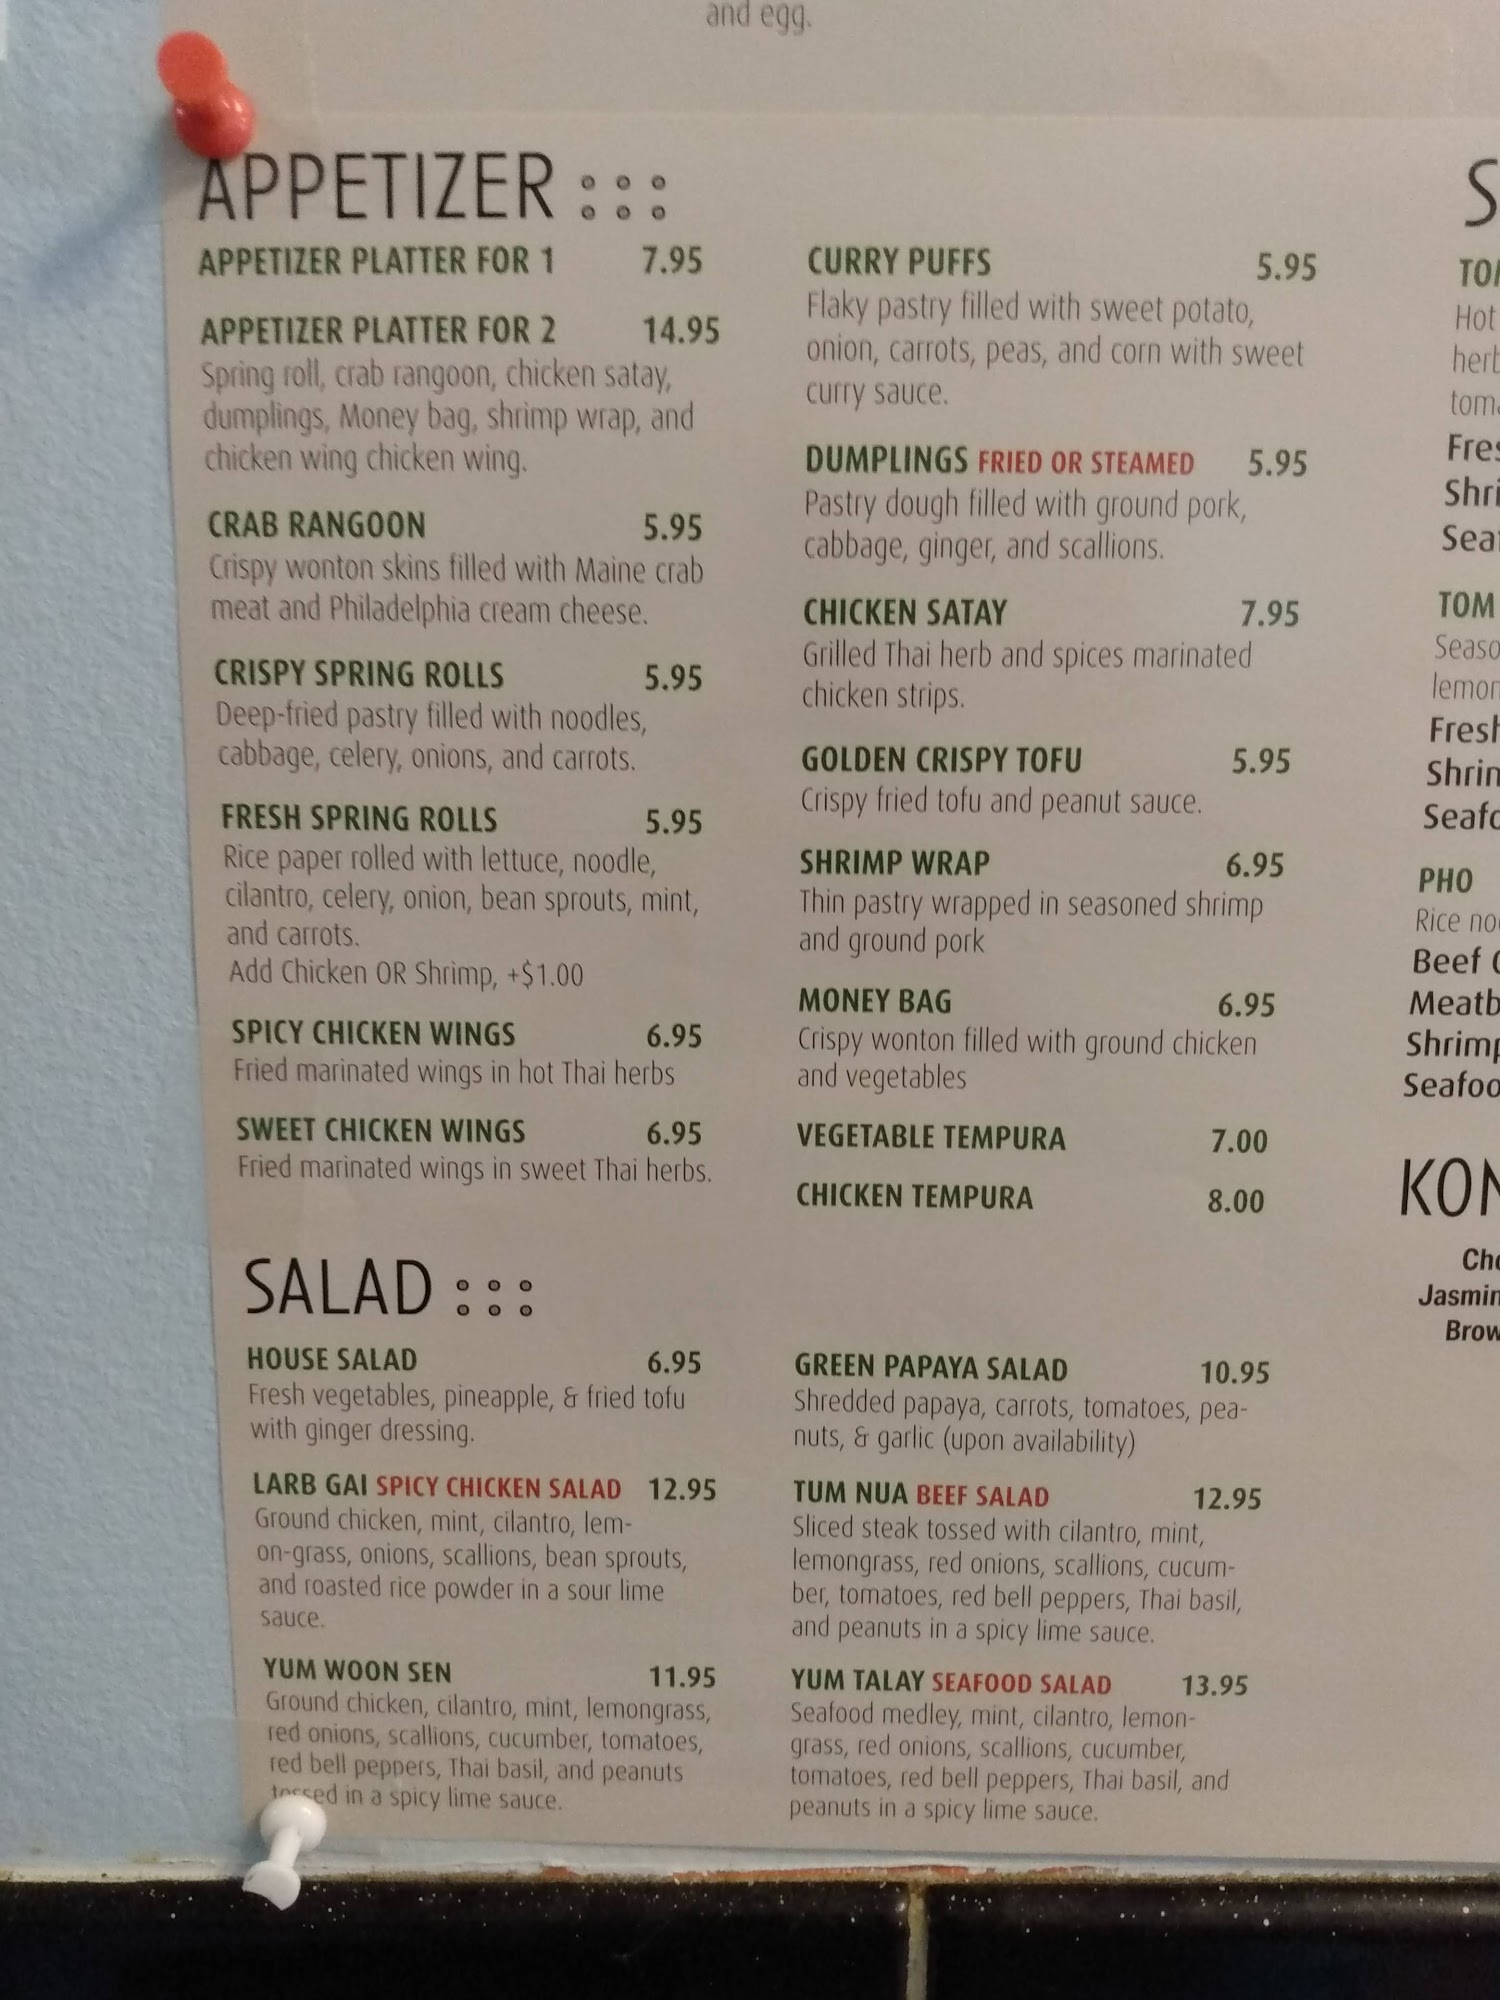 and egg.
APPETIZER
APPETIZER PLATTER FOR 1 7.95
APPETIZER PLATTER FOR 2 14.95
Spring roll, crab rangoon, chicken satay,
dumplings, Money bag, shrimp wrap, and
chicken wing chicken wing.
CRAB RANGOON 5.95
Crispy wonton skins filled with Maine crab
meat and Philadelphia cream cheese.
CRISPY SPRING ROLLS 5.95
Deep-fried pastry filled with noodles,
cabbage, celery, onions, and carrots.
FRESH SPRING ROLLS 5.95
Rice paper rolled with lettuce, noodle,
cilantro, celery, onion, bean sprouts, mint,
and carrots.
Add Chicken OR Shrimp, +$1.00
SPICY CHICKEN WINGS 6.95
Fried marinated wings in hot Thai herbs
SWEET CHICKEN WINGS 6.95
Fried marinated wings in sweet Thai herbs.
CURRY PUFFS 5.95
Flaky pastry filled with sweet potato,
onion, carrots, peas, and corn with sweet
curry sauce.
DUMPLINGS FRIED OR STEAMED 5.95
Pastry dough filled with ground pork,
cabbage, ginger, and scallions.
CHICKEN SATAY 7.95
Grilled Thai herb and spices marinated
chicken strips.
GOLDEN CRISPY TOFU 5.95
Crispy fried tofu and peanut sauce.
SHRIMP WRAP 6.95
Thin pastry wrapped in seasoned shrimp
and ground pork
MONEY BAG 6.95
Crispy wonton filled with ground chicken
and vegetables
VEGETABLE TEMPURA 7.00
CHICKEN TEMPURA 8.00
SALAD
HOUSE SALAD 6.95
Fresh vegetables, pineapple, & fried tofu
with ginger dressing.
LARB GAI SPICY CHICKEN SALAD 12.95
Ground chicken, mint, cilantro, lem-
on-grass, onions, scallions, bean sprouts,
and roasted rice powder in a sour lime
sauce.
YUM WOON SEN 11.95
Ground chicken, cilantro, mint, lemongrass,
red onions, scallions, cucumber, tomatoes,
red bell peppers, Thai basil, and peanuts
tossed in a spicy lime sauce.
GREEN PAPAYA SALAD 10.95
Shredded papaya, carrots, tomatoes, pea-
nuts, & garlic (upon availability)
TUM NUA BEEF SALAD 12.95
Sliced steak tossed with cilantro, mint,
lemongrass, red onions, scallions, cucum-
ber, tomatoes, red bell peppers, Thai basil,
and peanuts in a spicy lime sauce.
YUM TALAY SEAFOOD SALAD 13.95
Seafood medley, mint, cilantro, lemon-
grass, red onions, scallions, cucumber,
tomatoes, red bell peppers, Thai basil, and
peanuts in a spicy lime sauce.
Hot
TOM
PHO
Rice
Beef